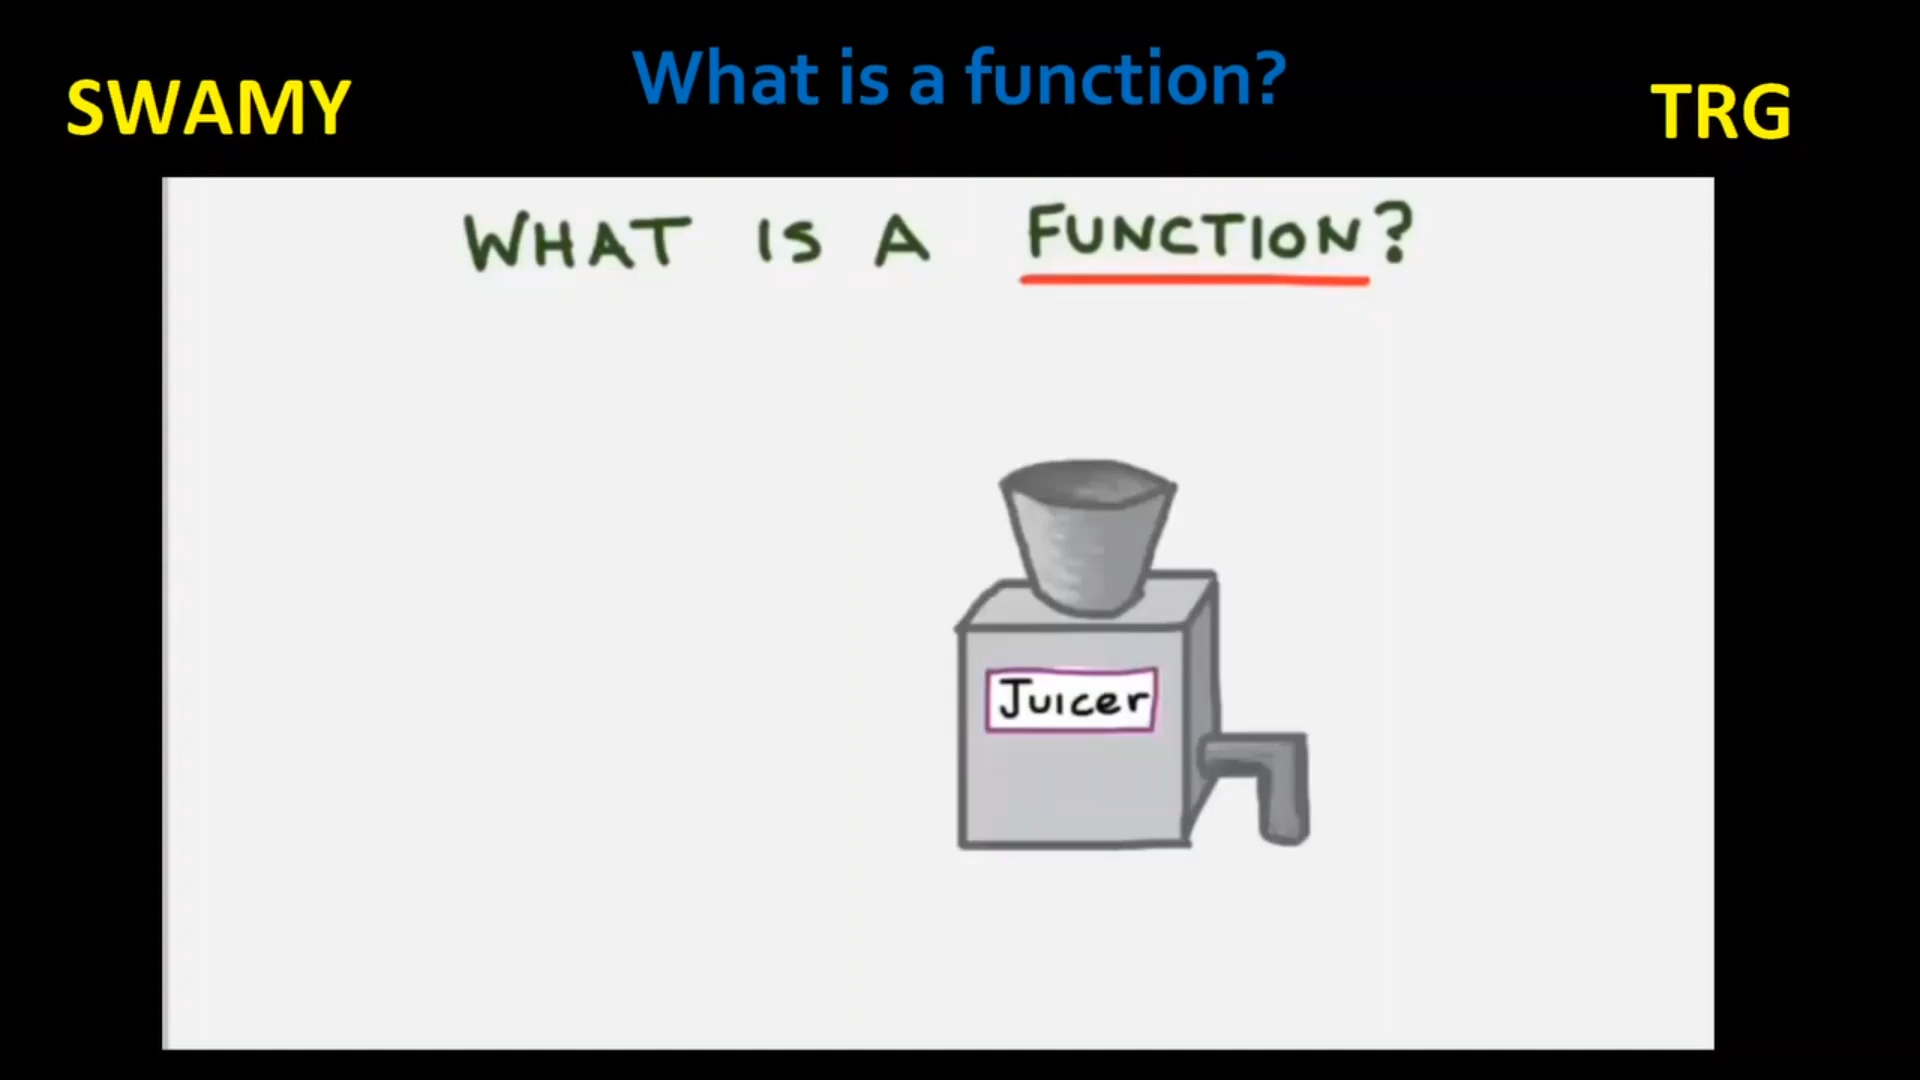 What is a function?
SWAMY
TRG
WHAT IS A FUNCTION?
Juicer